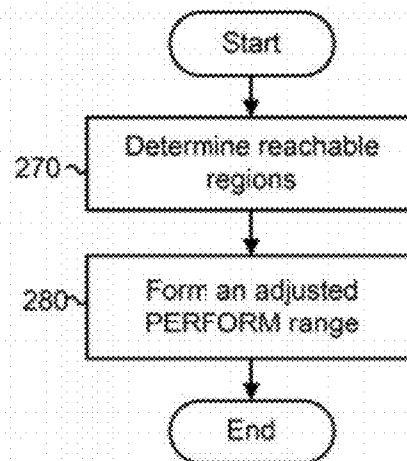 Start
270
Determine reachable
regions
280
Form an adjusted
PERFORM range
End